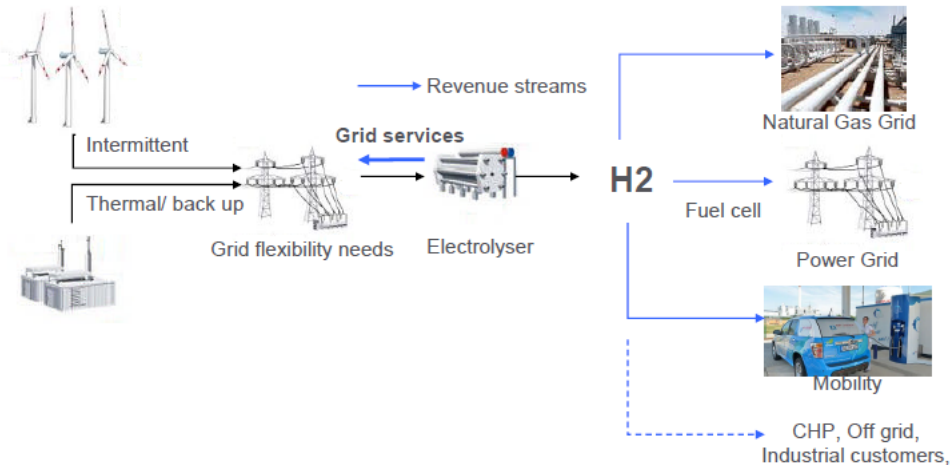 Revenue streams
Natural Gas Grid
Intermittent
Grid services
Thermal/ back up
H2
Fuel cell
Grid flexibility needs
Electrolyser
Power Grid
Mobility
CHP, Off grid,
Industrial customers,